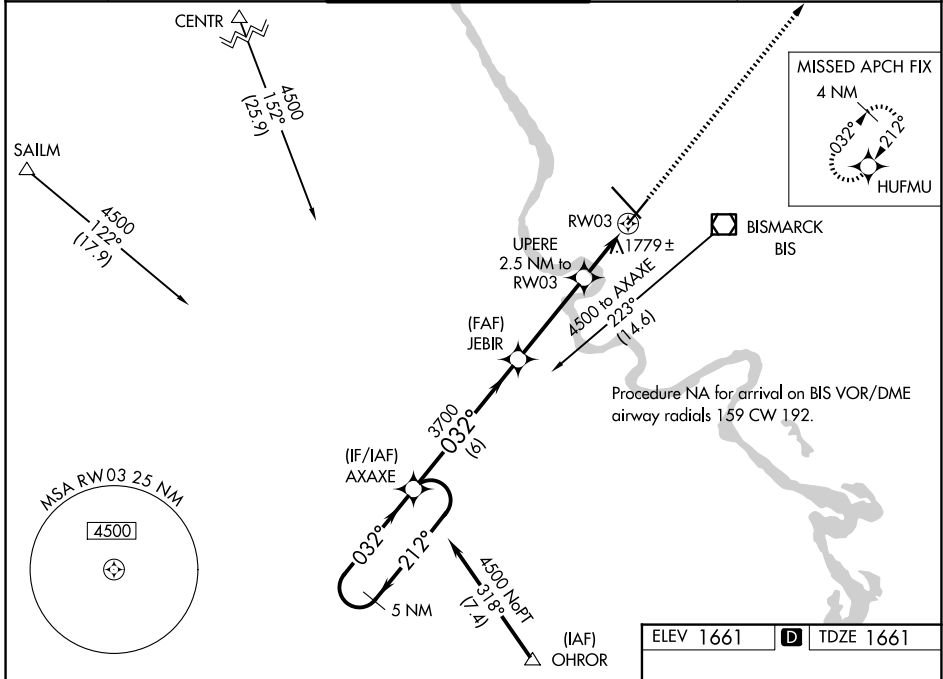 CENTR
4500
152°
(25.9)
SAILM
4500
122°
(17.9)
MISSED APCH FIX
4 NM
032°
212°
HUFMU
RW03
1779 ±
BISMARCK
BIS
UPERE
2.5 NM to
RW03
4500 to AXAXE
223°
(14.6)
(FAF)
JEBIR
Procedure NA for arrival on BIS VOR/DME
airway radials 159 CW 192.
3700
032°
(6)
(IF/IAF)
AXAXE
MSA RW03 25 NM
4500
032°
212°
5 NM
4500 NoPT
318°
(7.4)
(IAF)
OHROR
ELEV 1661 D TDZE 1661